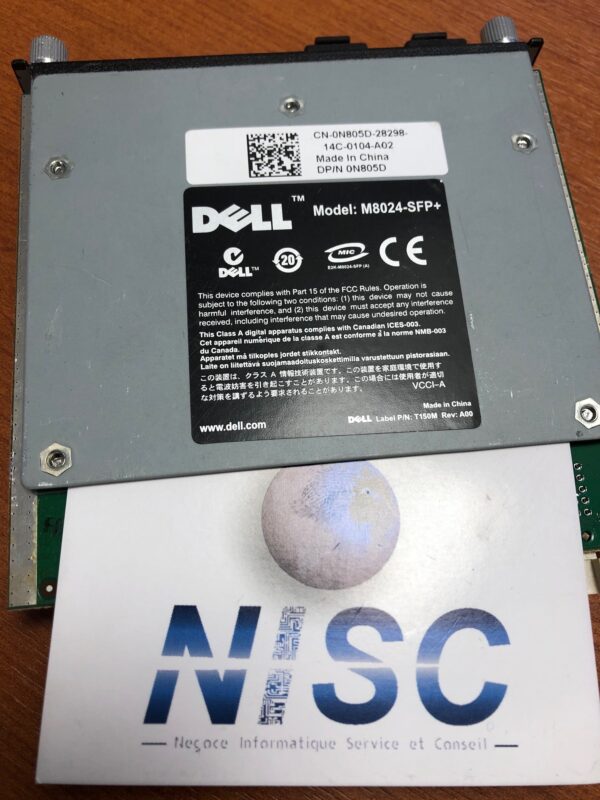 CN-0N805D-28298-
14C-0104-A02
Made In China
DP/N 0N805D
DELL™ Model: M8024-SFP+
DELL™ 20 MIC E2K-M8024-SFP (A) CE
This device complies with Part 15 of the FCC Rules. Operation is
subject to the following two conditions: (1) this device may not cause
harmful interference, and (2) this device must accept any interference
received, including interference that may cause undesired operation.
This Class A digital apparatus complies with Canadian ICES-003.
Cet appareil numérique de la classe A est conforme à la norme NMB-003
du Canada.
Apparatet må tilkoples jordet stikkontakt.
Laite on liitettävä suojamaadoituskoskettimilla varustettuun pistorasiaan.
この装置は、クラス A 情報技術装置です。この装置を家庭環境で使用す
ると電波妨害を引き起こすことがあります。この場合には使用者が適切
な対策を講ずるよう要求されることがあります。 VCCI-A
Made in China
www.dell.com DELL Label P/N: T150M Rev: A00
NISC
Negoce Informatique Service et Conseil